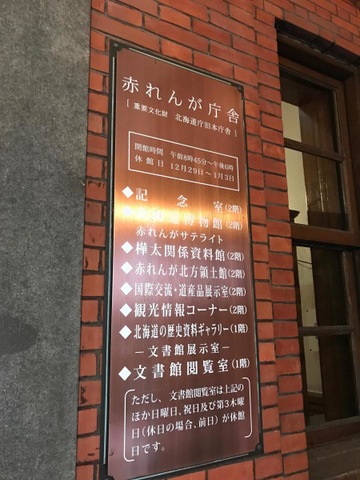 赤れんが庁舎
[ 重要文化財 北海道庁旧本庁舎 ]
開館時間 午前8時45分〜午後6時
休館日 12月29日〜1月3日
◆記念室(2階)
博物館(2階)
赤れんがサテライト
◆樺太関係資料館(2階)
◆赤れんが北方領土館(2階)
◆国際交流・道産品展示室(2階)
◆観光情報コーナー(2階)
◆北海道の歴史資料ギャラリー(1階)
―文書館展示室―
◆文書館閲覧室(1階)
ただし、文書館閲覧室は上記の
ほか日曜日、祝日及び第3木曜
日(休日の場合、前日)が休館
日です。